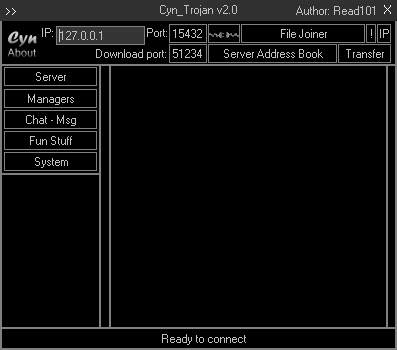 >> Cyn_Trojan v2.0 Author: Read101 X
Cyn IP: 127.0.0.1 Port: 15432 File Joiner ! IP
About Download port: 51234 Server Address Book Transfer
Server
Managers
Chat - Msg
Fun Stuff
System
Ready to connect